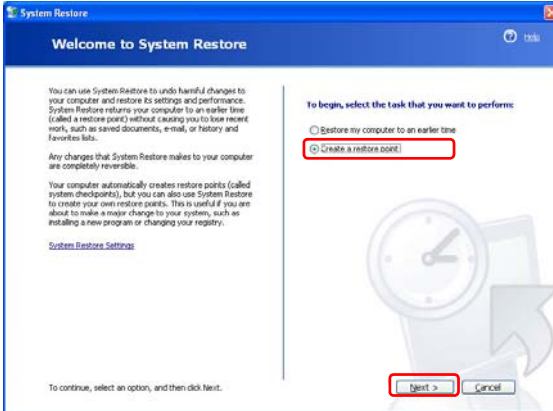 System Restore
Welcome to System Restore
Help
You can use System Restore to undo harmful changes to
your computer and restore its settings and performance.
System Restore returns your computer to an earlier time
(called a restore point) without causing you to lose recent
work, such as saved documents, e-mail, or history and
favorites lists.
Any changes that System Restore makes to your computer
are completely reversible.
Your computer automatically creates restore points (called
system checkpoints), but you can also use System Restore
to create your own restore points. This is useful if you are
about to make a major change to your system, such as
installing a new program or changing your registry.
System Restore Settings
To begin, select the task that you want to perform:
Restore my computer to an earlier time
Create a restore point
To continue, select an option, and then click Next.
Next >
Cancel